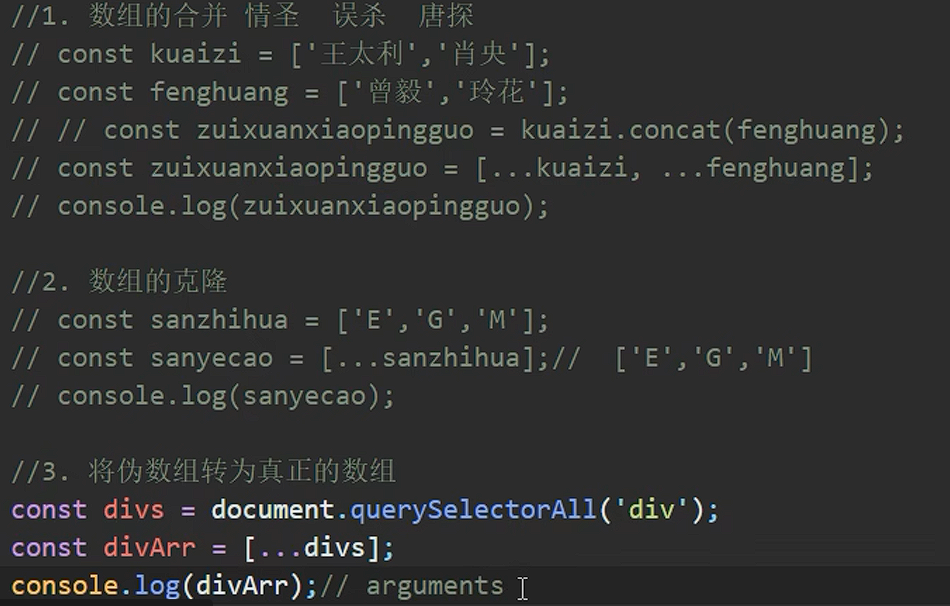 //1. 数组的合并 情圣  误杀  唐探
// const kuaizi = ['王太利','肖央'];
// const fenghuang = ['曾毅','玲花'];
// // const zuixuanxiaopingguo = kuaizi.concat(fenghuang);
// const zuixuanxiaopingguo = [...kuaizi, ...fenghuang];
// console.log(zuixuanxiaopingguo);
//2. 数组的克隆
// const sanzhihua = ['E','G','M'];
// const sanyecao = [...sanzhihua];//  ['E','G','M']
// console.log(sanyecao);
//3. 将伪数组转为真正的数组
const divs = document.querySelectorAll('div');
const divArr = [...divs];
console.log(divArr);// arguments